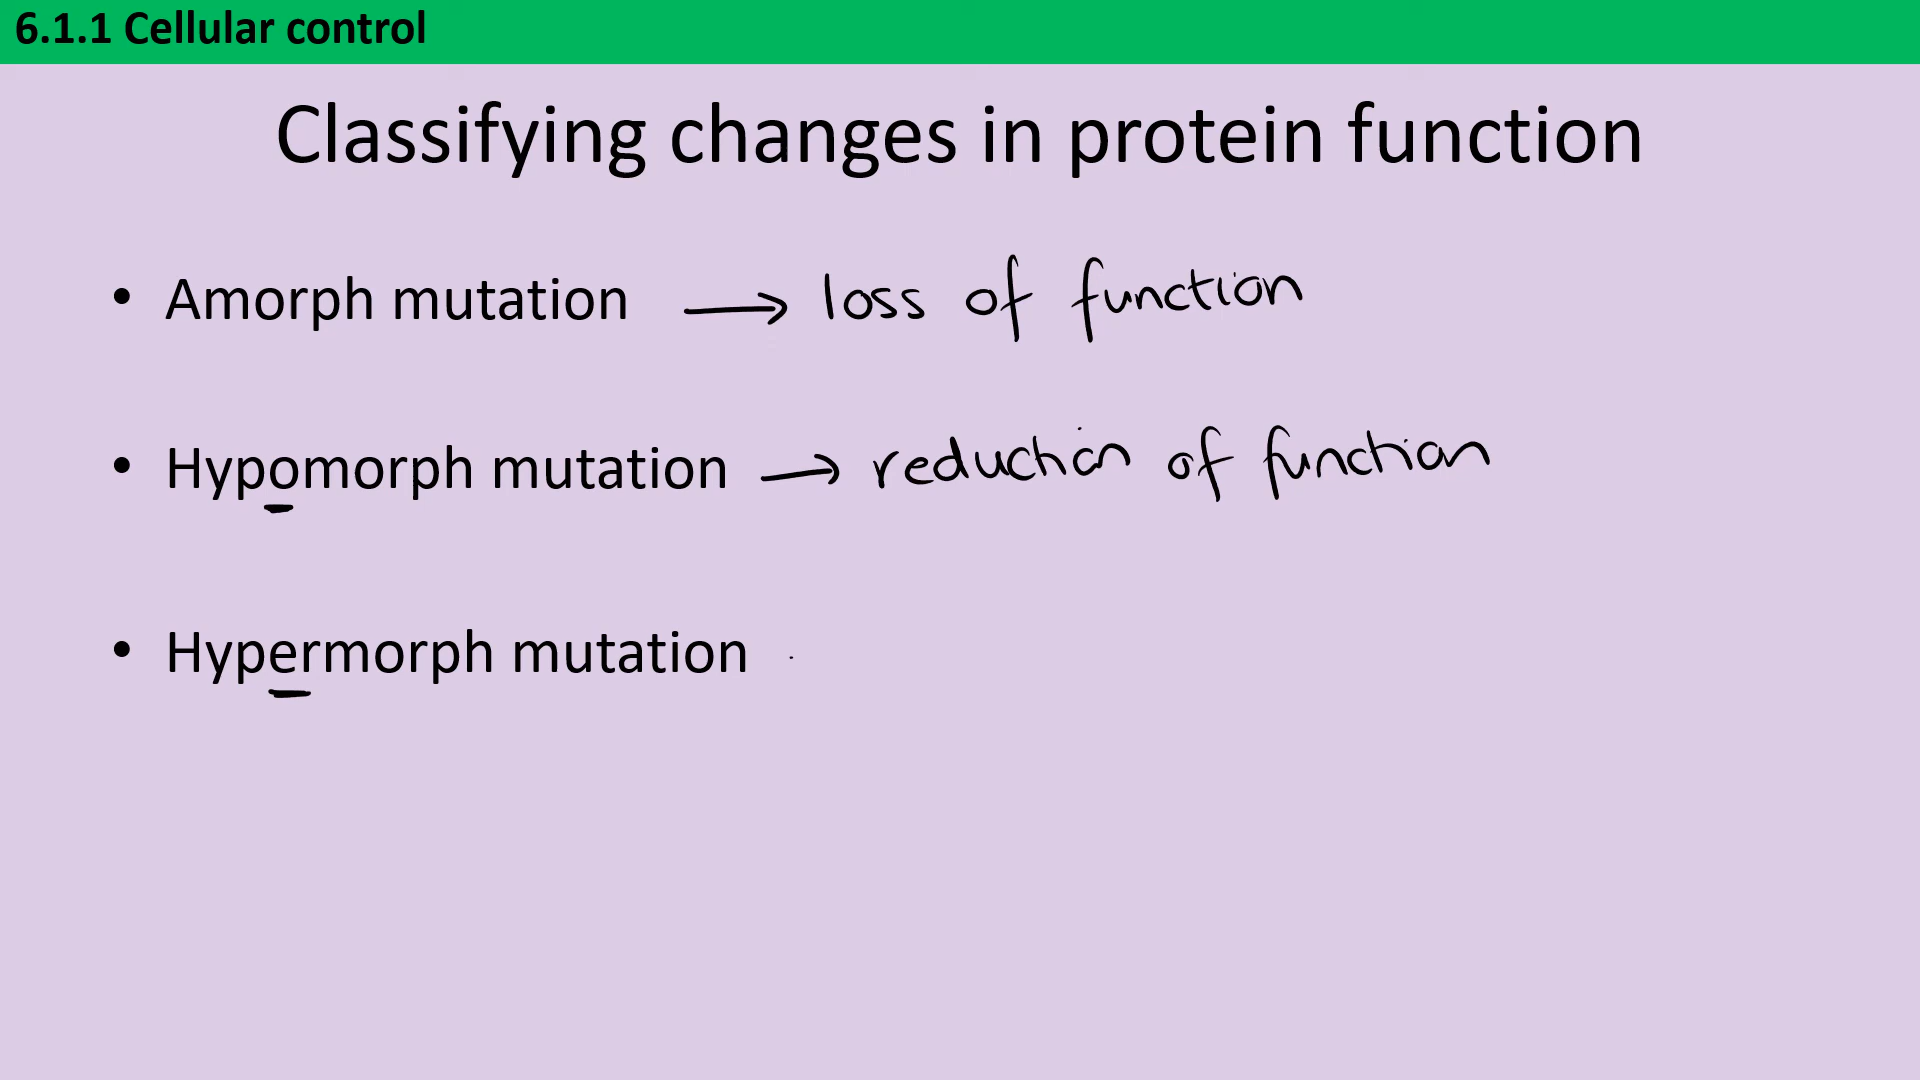 6.1.1 Cellular control
Classifying changes in protein function
• Amorph mutation → loss of function
• Hypomorph mutation → reduction of function
• Hypermorph mutation